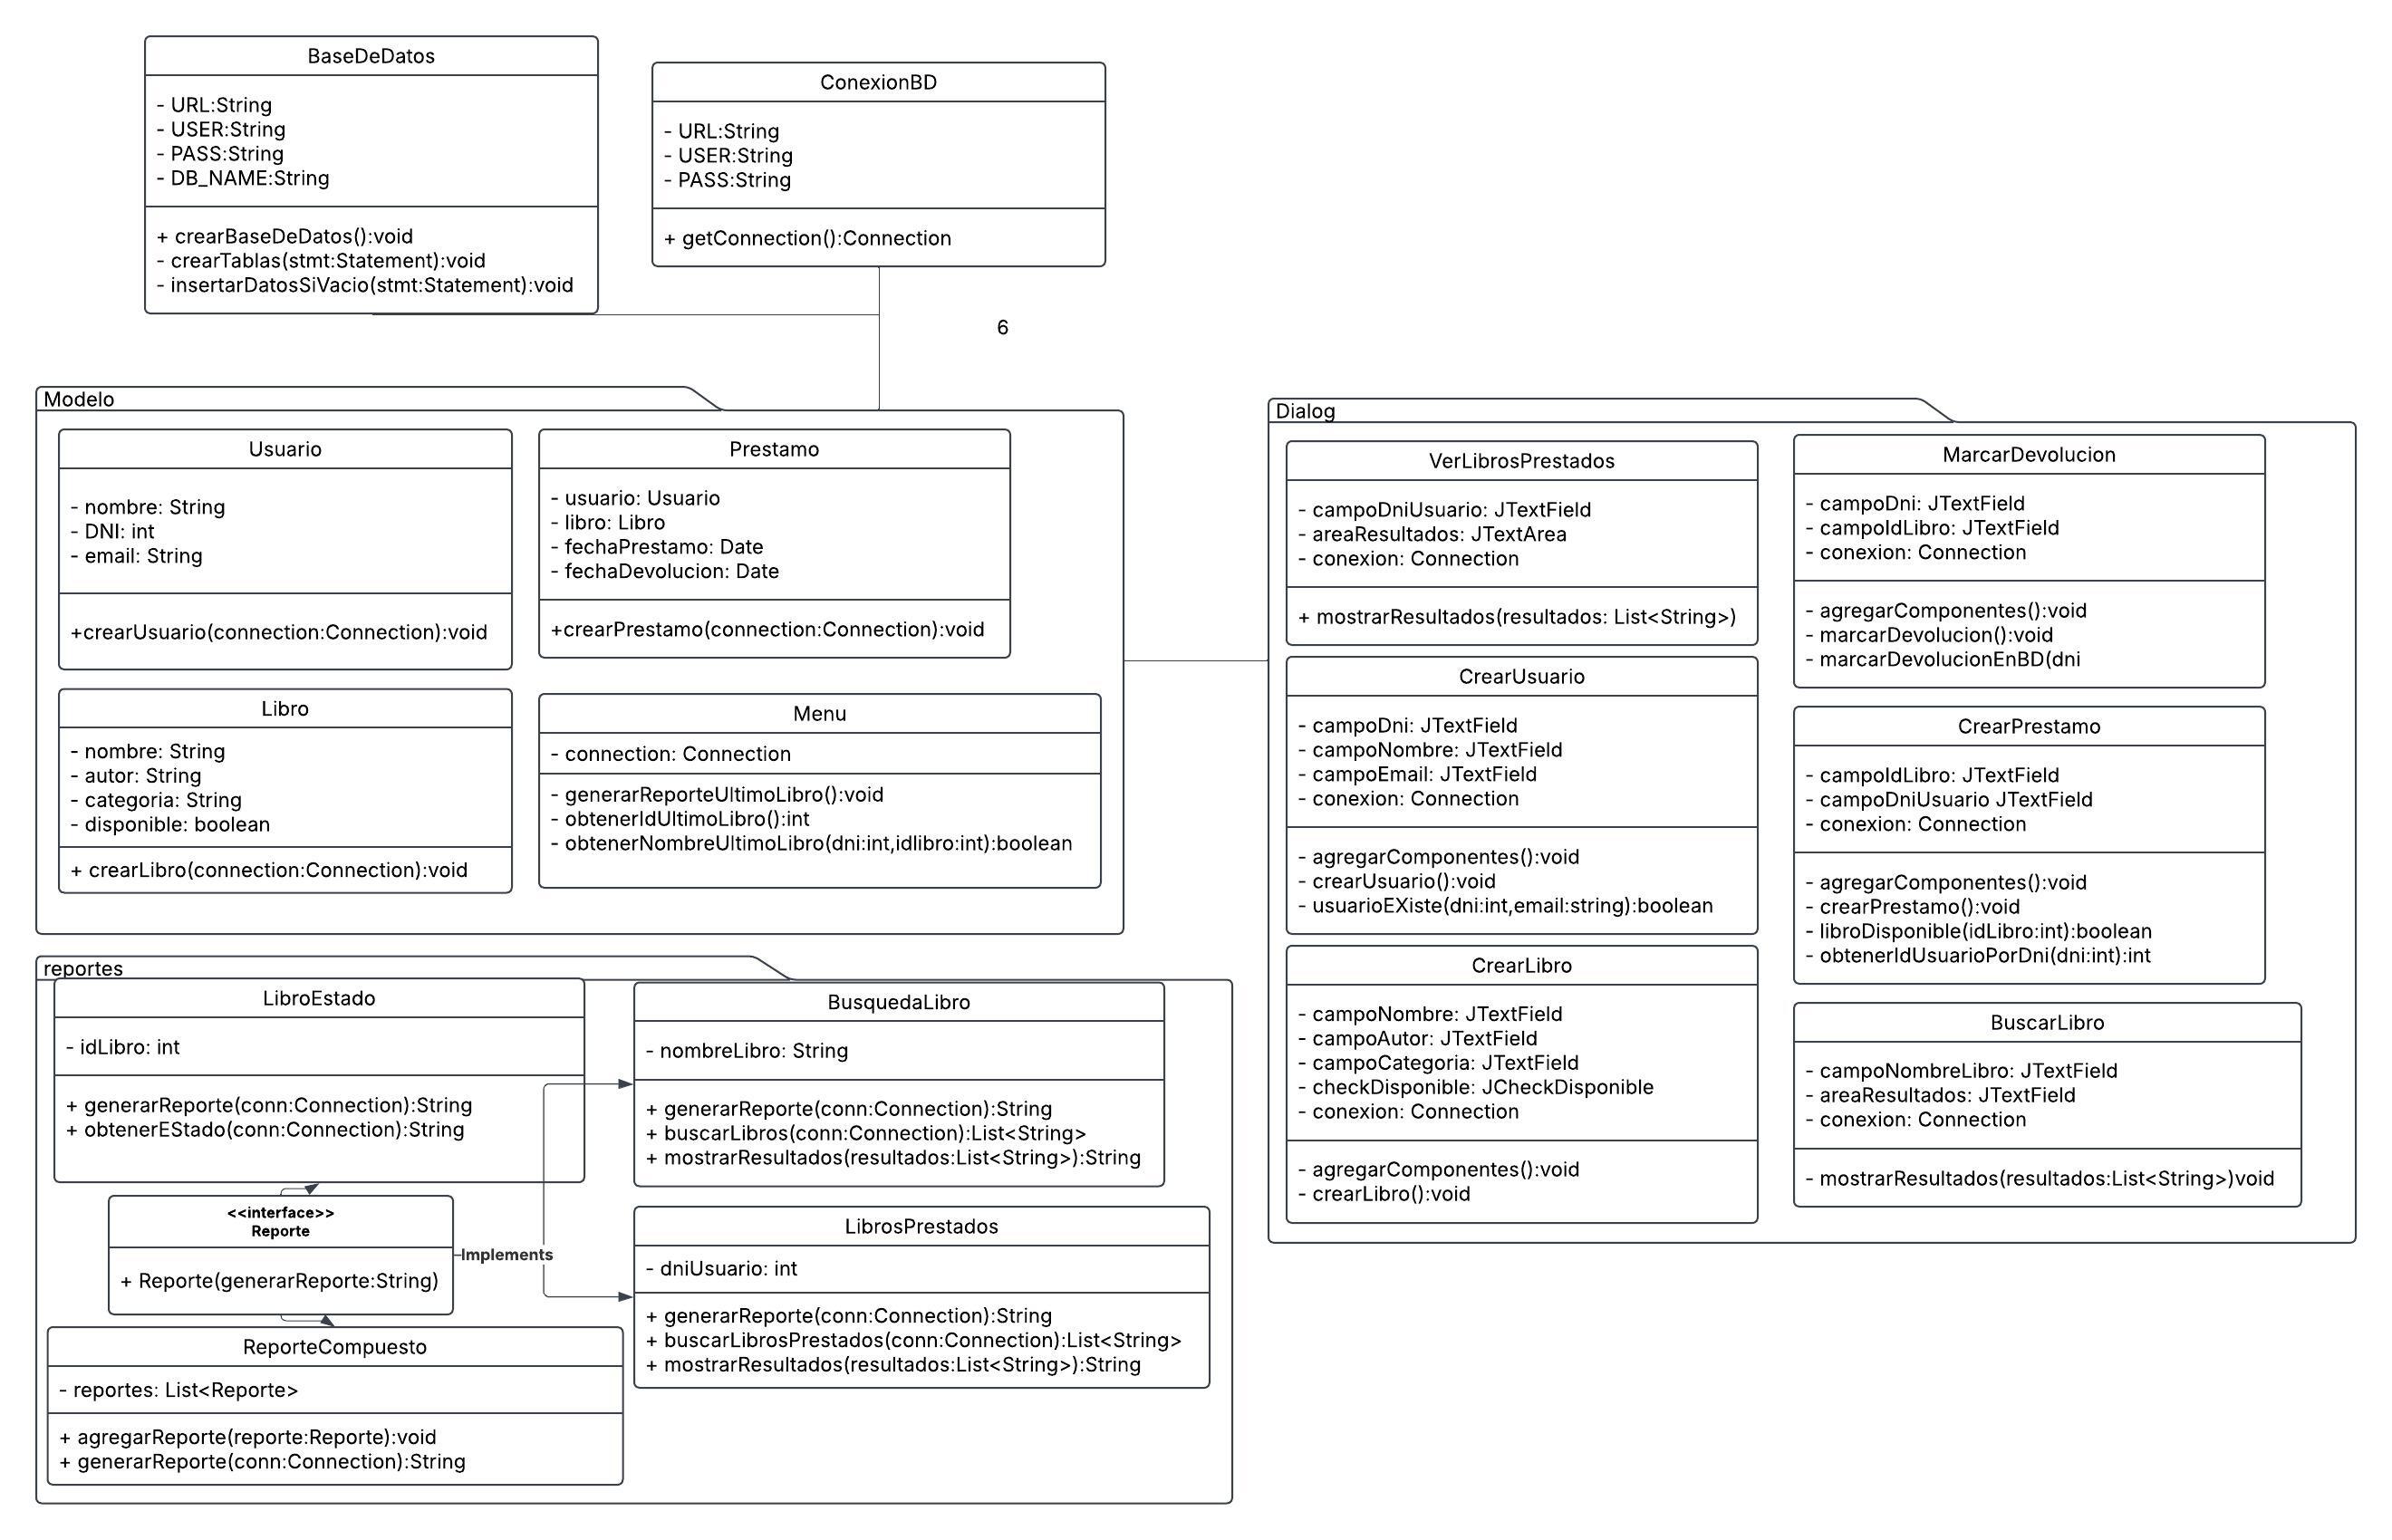 BaseDeDatos
- URL:String
- USER:String
- PASS:String
- DB_NAME:String
+ crearBaseDeDatos():void
- crearTablas(stmt:Statement):void
- insertarDatosSiVacio(stmt:Statement):void
ConexionBD
- URL:String
- USER:String
- PASS:String
+ getConnection():Connection
6
Modelo
Usuario
- nombre: String
- DNI: int
- email: String
+crearUsuario(connection:Connection):void
Prestamo
- usuario: Usuario
- libro: Libro
- fechaPrestamo: Date
- fechaDevolucion: Date
+crearPrestamo(connection:Connection):void
Libro
- nombre: String
- autor: String
- categoria: String
- disponible: boolean
+ crearLibro(connection:Connection):void
Menu
- connection: Connection
- generarReporteUltimoLibro():void
- obtenerIdUltimoLibro():int
- obtenerNombreUltimoLibro(dni:int,idlibro:int):boolean
Dialog
VerLibrosPrestados
- campoDniUsuario: JTextField
- areaResultados: JTextArea
- conexion: Connection
+ mostrarResultados(resultados: List<String>)
MarcarDevolucion
- campoDni: JTextField
- campoIdLibro: JTextField
- conexion: Connection
- agregarComponentes():void
- marcarDevolucion():void
- marcarDevolucionEnBD(dni
CrearUsuario
- campoDni: JTextField
- campoNombre: JTextField
- campoEmail: JTextField
- conexion: Connection
- agregarComponentes():void
- crearUsuario():void
- usuarioEXiste(dni:int,email:string):boolean
CrearPrestamo
- campoIdLibro: JTextField
- campoDniUsuario JTextField
- conexion: Connection
- agregarComponentes():void
- crearPrestamo():void
- libroDisponible(idLibro:int):boolean
- obtenerIdUsuarioPorDni(dni:int):int
CrearLibro
- campoNombre: JTextField
- campoAutor: JTextField
- campoCategoria: JTextField
- checkDisponible: JCheckDisponible
- conexion: Connection
- agregarComponentes():void
- crearLibro():void
BuscarLibro
- campoNombreLibro: JTextField
- areaResultados: JTextField
- conexion: Connection
- mostrarResultados(resultados:List<String>)void
reportes
LibroEstado
- idLibro: int
+ generarReporte(conn:Connection):String
+ obtenerEStado(conn:Connection):String
BusquedaLibro
- nombreLibro: String
+ generarReporte(conn:Connection):String
+ buscarLibros(conn:Connection):List<String>
+ mostrarResultados(resultados:List<String>):String
<<interface>>
Reporte
+ Reporte(generarReporte:String)
Implements
LibrosPrestados
- dniUsuario: int
+ generarReporte(conn:Connection):String
+ buscarLibrosPrestados(conn:Connection):List<String>
+ mostrarResultados(resultados:List<String>):String
ReporteCompuesto
- reportes: List<Reporte>
+ agregarReporte(reporte:Reporte):void
+ generarReporte(conn:Connection):String